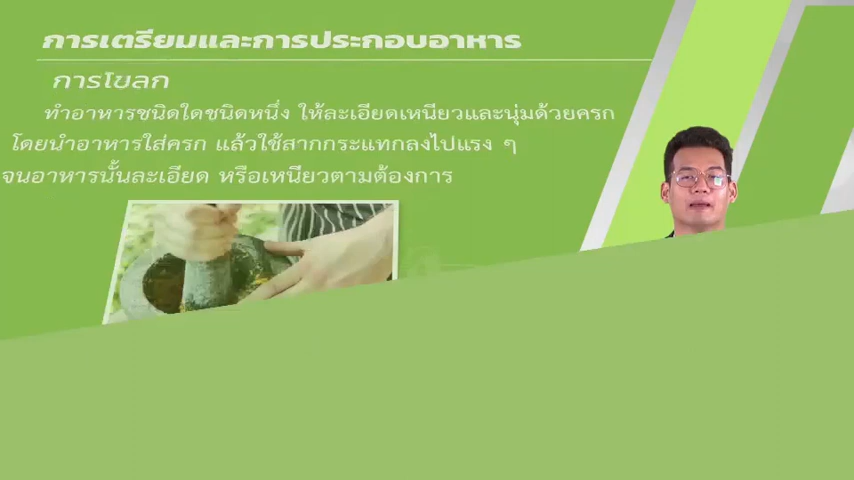 การเตรียมและการประกอบอาหาร
การโขลก
ทำอาหารชนิดใดชนิดหนึ่ง ให้ละเอียดเหนียวและนุ่มด้วยครก
โดยนำอาหารใส่ครก แล้วใช้สากกระแทกลงไปแรง ๆ
จนอาหารนั้นละเอียด หรือเหนียวตามต้องการ